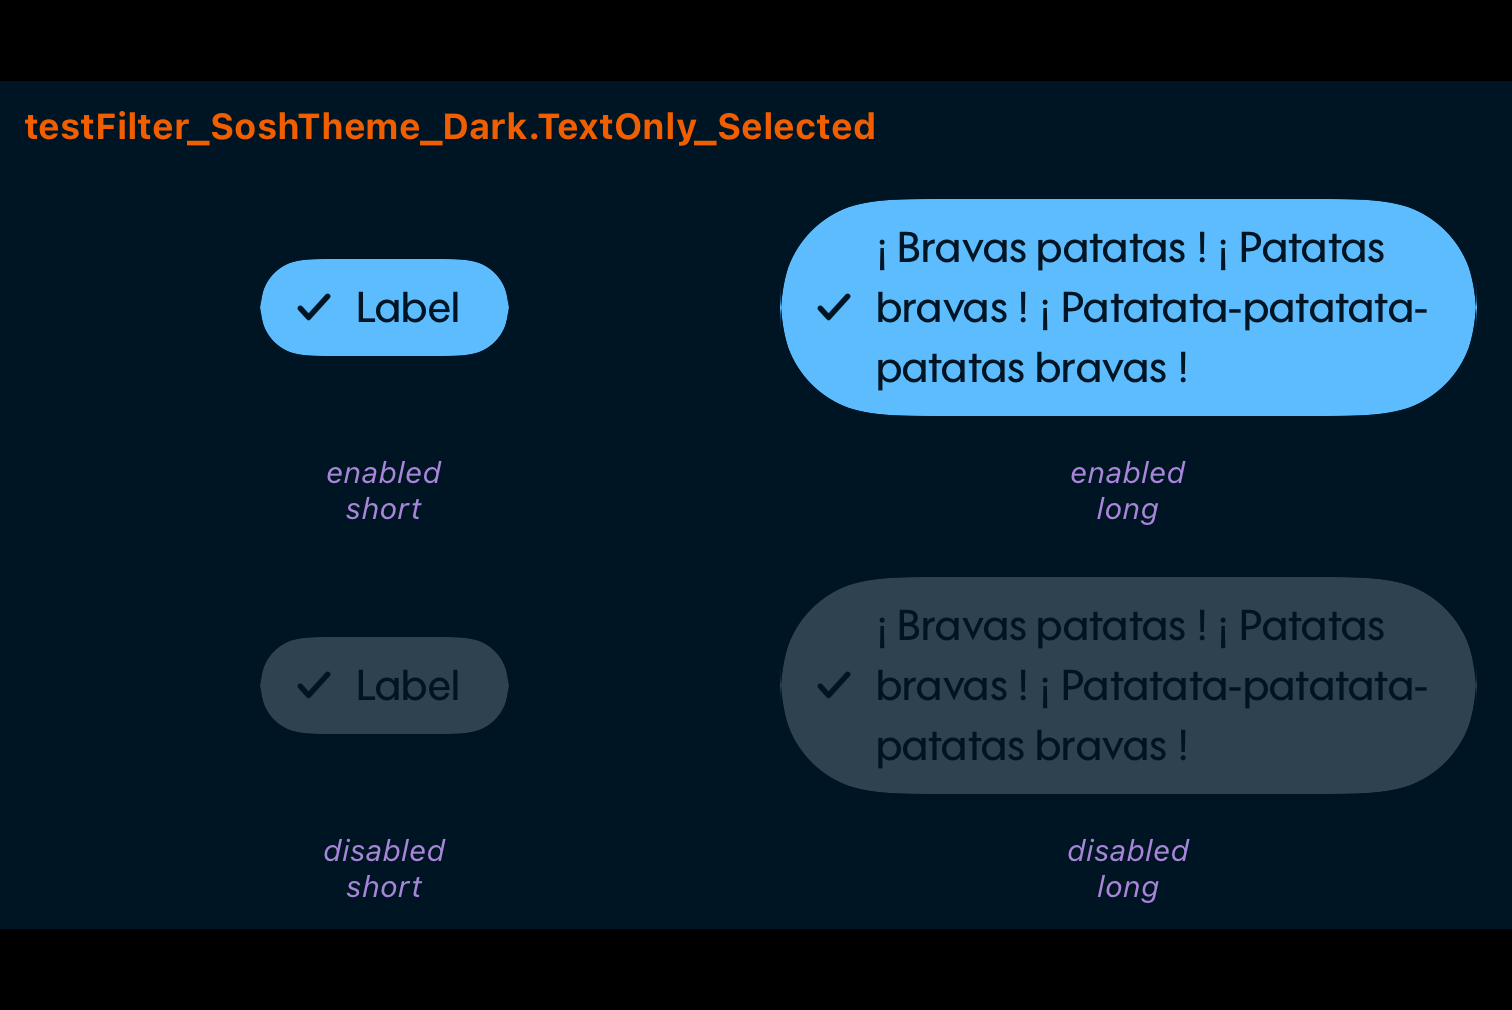 testFilter_SoshTheme_Dark.TextOnly_Selected
Label
¡ Bravas patatas ! ¡ Patatas
bravas ! ¡ Patatata-patatata-
patatas bravas !
enabled
short
enabled
long
Label
¡ Bravas patatas ! ¡ Patatas
bravas ! ¡ Patatata-patatata-
patatas bravas !
disabled
short
disabled
long